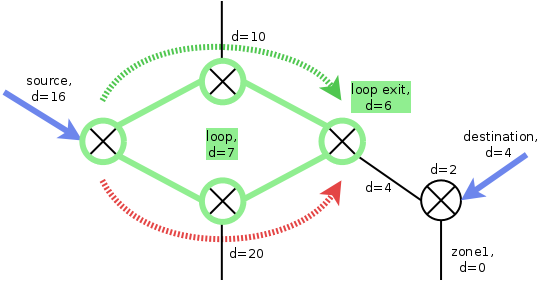 d=10
source,
d=16
loop exit,
d=6
loop,
d=7
destination,
d=4
d=2
d=4
d=20
zone1,
d=0